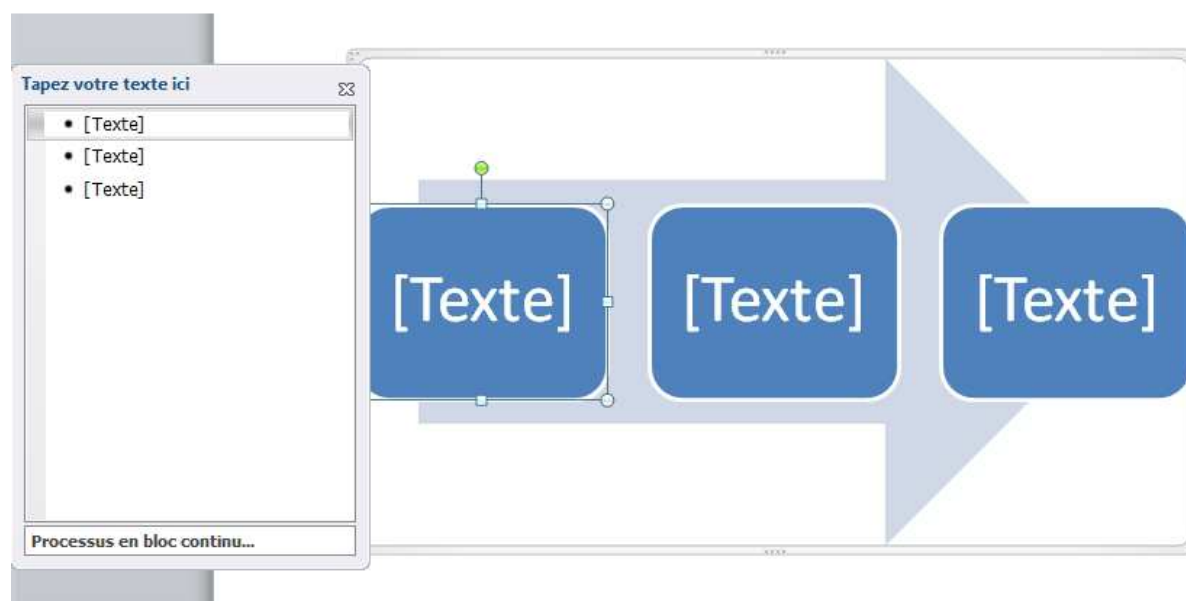 Tapez votre texte ici
• [Texte]
• [Texte]
• [Texte]
Processus en bloc continu...
[Texte] [Texte] [Texte]